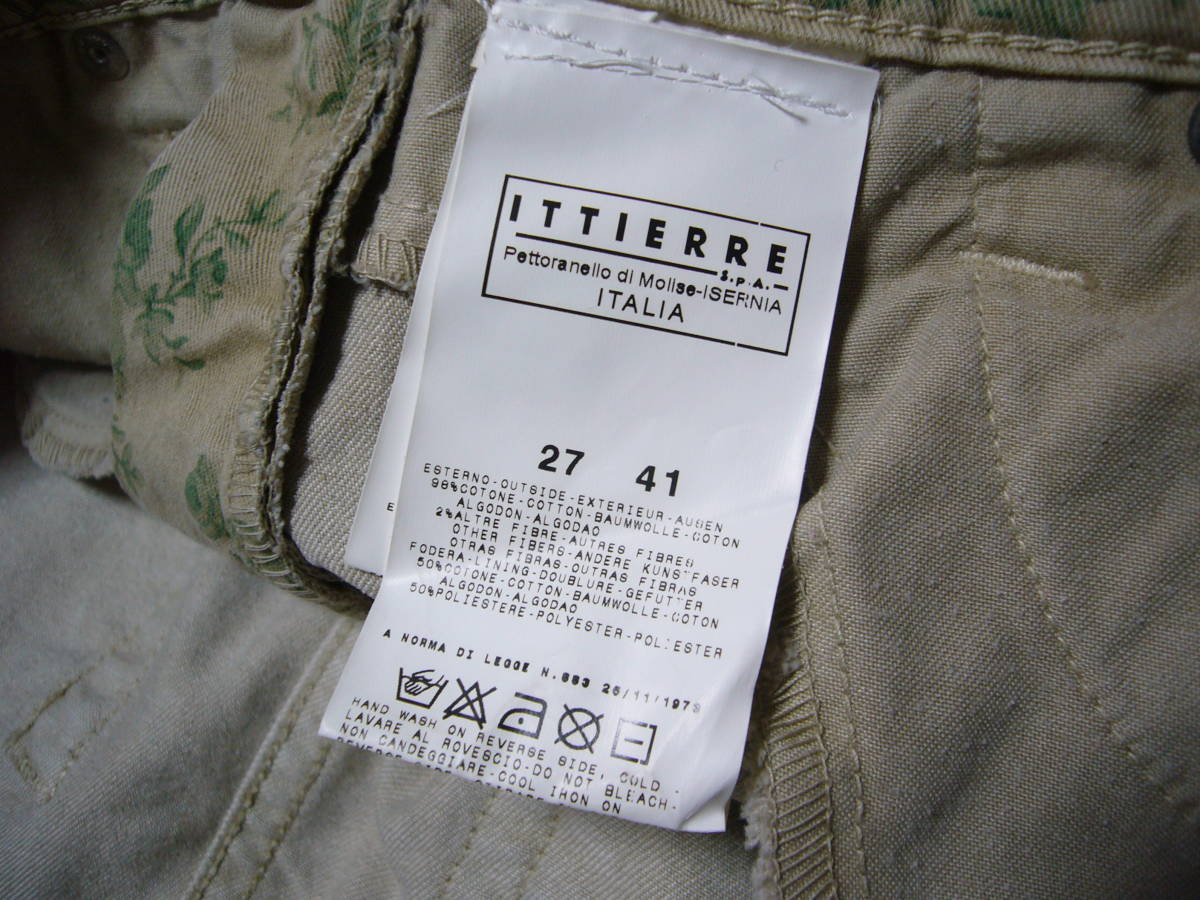 ITTIERRE
S.P.A.
Pettoranello di Molise-ISERNIA
ITALIA
27 41
ESTERNO-OUTSIDE-EXTERIEUR-AUSEN
98%COTONE-COTTON-BAUMWOLLE-COTON
ALGODON-ALGODAO
2%ALTRE FIBRE-AUTRES FIBRES
OTHER FIBERS-ANDERE KUNSTFASER
OTRAS FIBRAS-OUTRAS FIBRAS
FODERA-LINING-DOUBLURE-GEFUTTER
50%COTONE-COTTON-BAUMWOLLE-COTON
ALGODON-ALGODAO
50%POLIESTERE-POLYESTER-POLIESTER
A NORMA DI LEGGE N.883 26/11/1973
HAND WASH ON REVERSE SIDE, COLD -
LAVARE AL ROVESCIO-DO NOT BLEACH-
NON CANDEGGIARE-COOL IRON ON
E